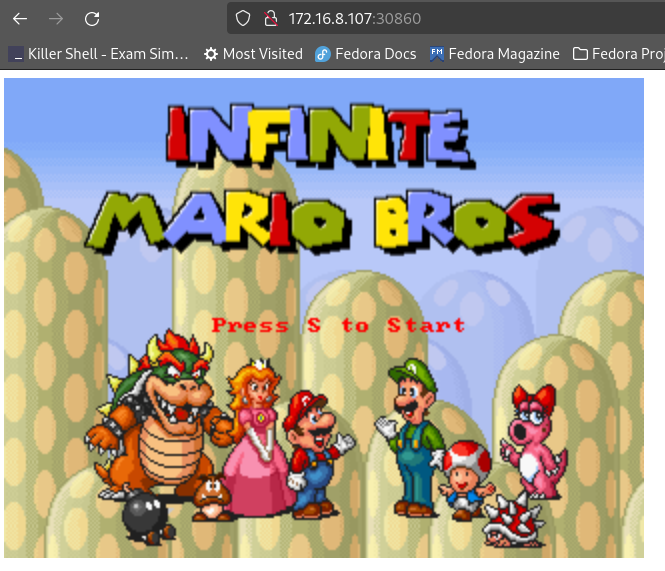 172.16.8.107:30860
Killer Shell - Exam Sim… Most Visited Fedora Docs FM Fedora Magazine Fedora Proj
INFINITE
MARIO BROS
Press S to Start